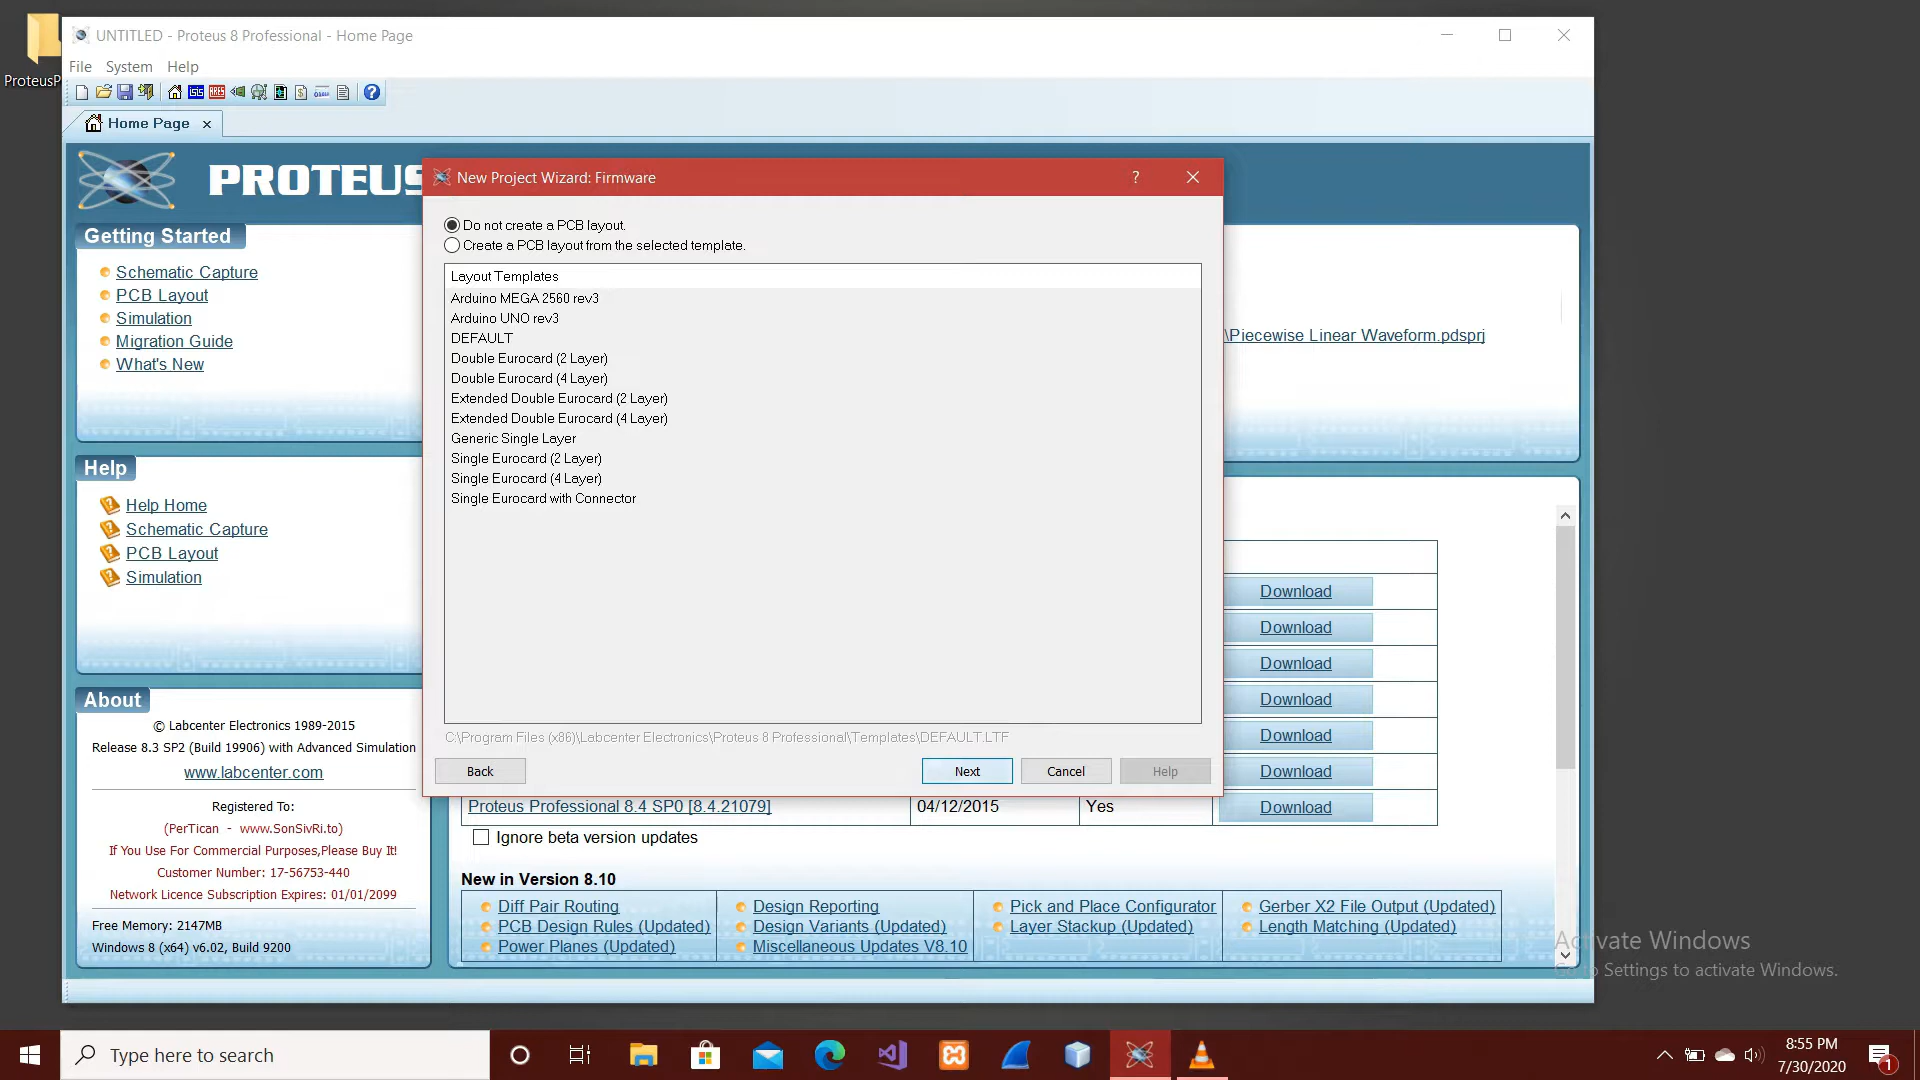 ProteusP
UNTITLED - Proteus 8 Professional - Home Page
File System Help
Home Page
PROTEUS
Getting Started
Schematic Capture
PCB Layout
Simulation
Migration Guide
What's New
Help
Help Home
Schematic Capture
PCB Layout
Simulation
About
© Labcenter Electronics 1989-2015
Release 8.3 SP2 (Build 19906) with Advanced Simulation
www.labcenter.com
Registered To:
(PerTican - www.SonSivRi.to)
If You Use For Commercial Purposes,Please Buy It!
Customer Number: 17-56753-440
Network Licence Subscription Expires: 01/01/2099
Free Memory: 2147MB
Windows 8 (x64) v6.02, Build 9200
New Project Wizard: Firmware
Do not create a PCB layout.
Create a PCB layout from the selected template.
Layout Templates
Arduino MEGA 2560 rev3
Arduino UNO rev3
DEFAULT
Double Eurocard (2 Layer)
Double Eurocard (4 Layer)
Extended Double Eurocard (2 Layer)
Extended Double Eurocard (4 Layer)
Generic Single Layer
Single Eurocard (2 Layer)
Single Eurocard (4 Layer)
Single Eurocard with Connector
C:\Program Files (x86)\Labcenter Electronics\Proteus 8 Professional\Templates\DEFAULT.LTF
Back Next Cancel Help
\Piecewise Linear Waveform.pdsprj
Download
Download
Download
Download
Download
Download
Proteus Professional 8.4 SP0 [8.4.21079] 04/12/2015 Yes Download
Ignore beta version updates
New in Version 8.10
Diff Pair Routing Design Reporting Pick and Place Configurator Gerber X2 File Output (Updated)
PCB Design Rules (Updated) Design Variants (Updated) Layer Stackup (Updated) Length Matching (Updated)
Power Planes (Updated) Miscellaneous Updates V8.10
Activate Windows
Go to Settings to activate Windows.
Type here to search
8:55 PM
7/30/2020
1